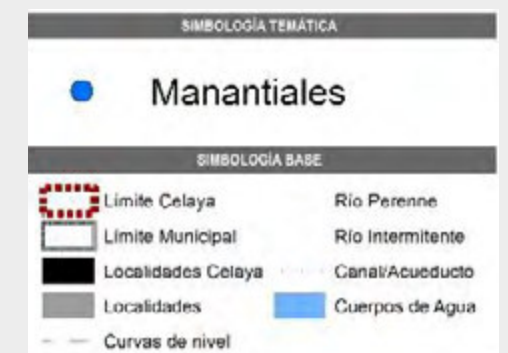 SIMBOLOGÍA TEMÁTICA
Manantiales
SIMBOLOGÍA BASE
Límite Celaya
Río Perenne
Límite Municipal
Río Intermitente
Localidades Celaya
Canal/Acueducto
Localidades
Cuerpos de Agua
Curvas de nivel